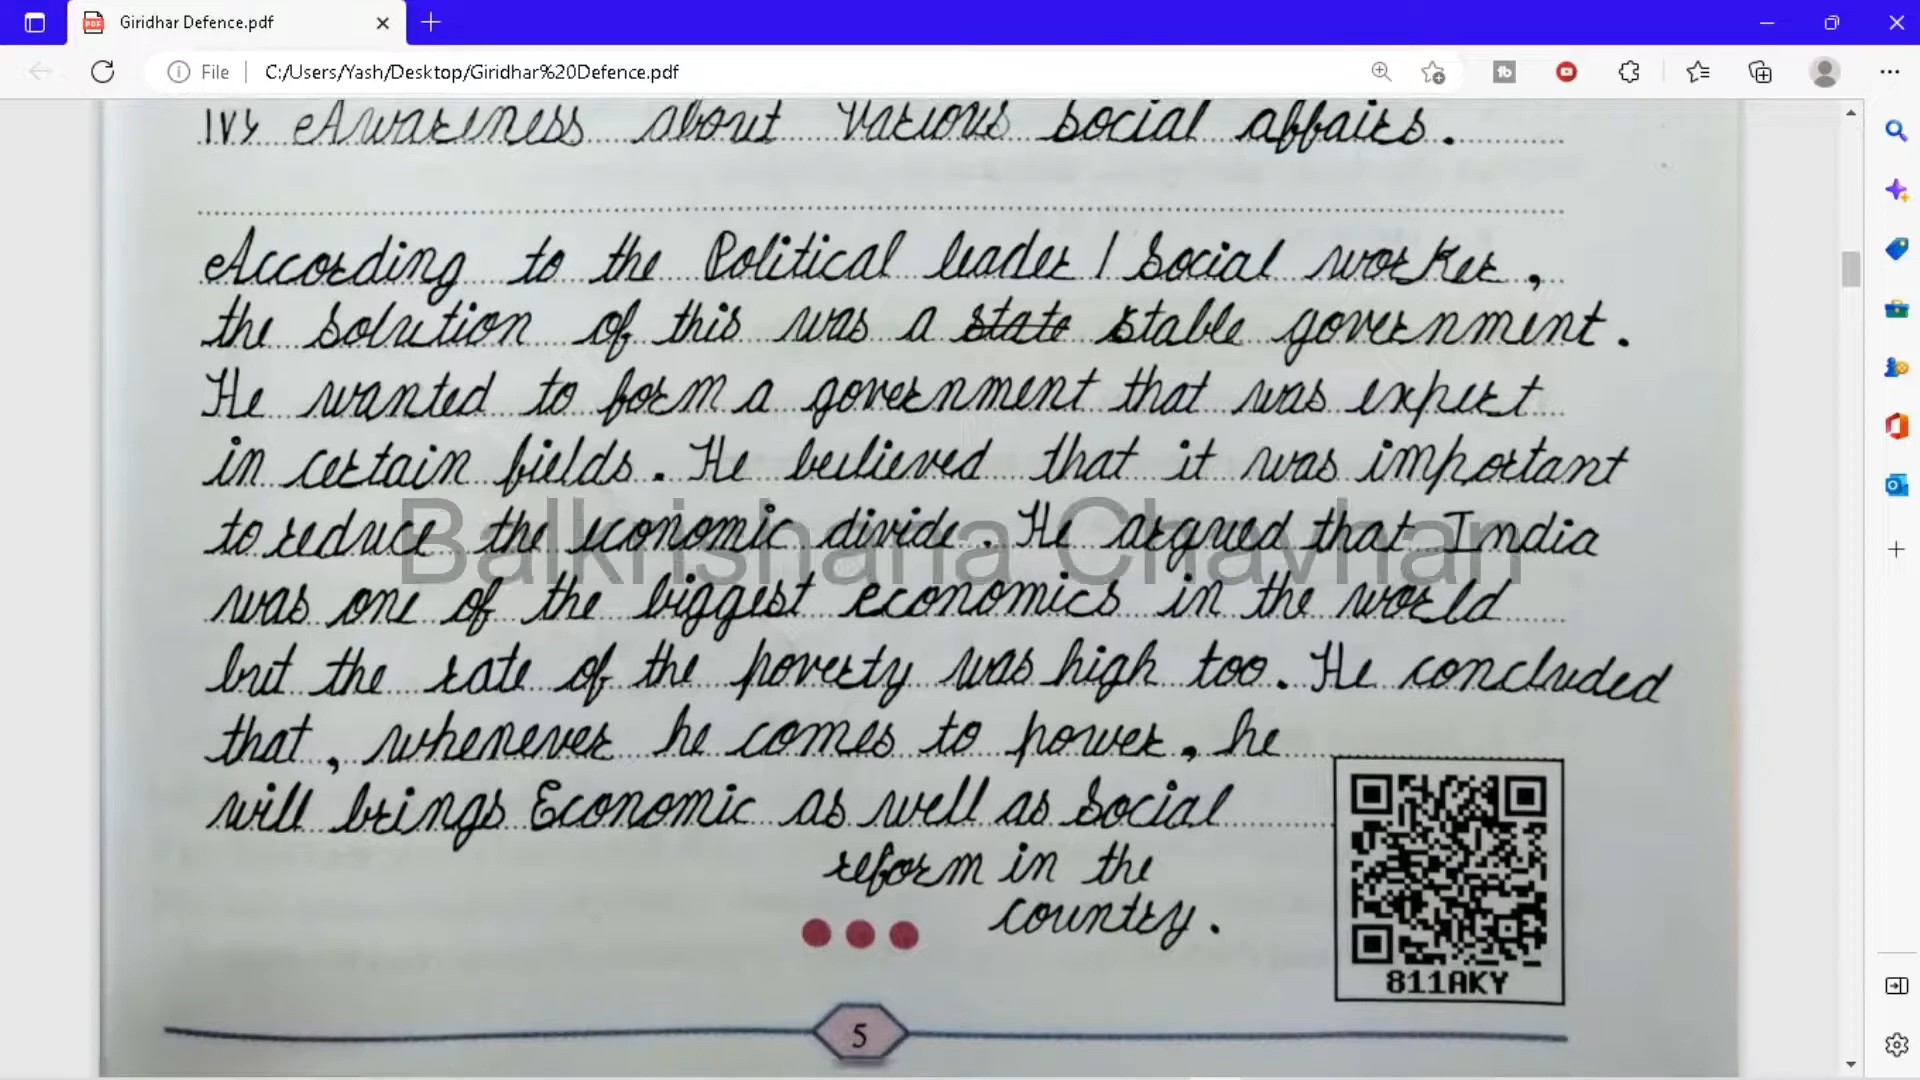 Giridhar Defence.pdf
File C:/Users/Yash/Desktop/Giridhar%20Defence.pdf
IV) Awareness about various social affairs.
According to the Political leader / Social worker,
the solution of this was a state stable government.
He wanted to form a government that was expert
in certain fields. He believed that it was important
to reduce the economic divide. He argued that India
Balkrishana Chavhan
was one of the biggest economics in the world
but the rate of the poverty was high too. He concluded
that, whenever he comes to power, he
will brings Economic as well as social
reform in the
country.
811AKY
5